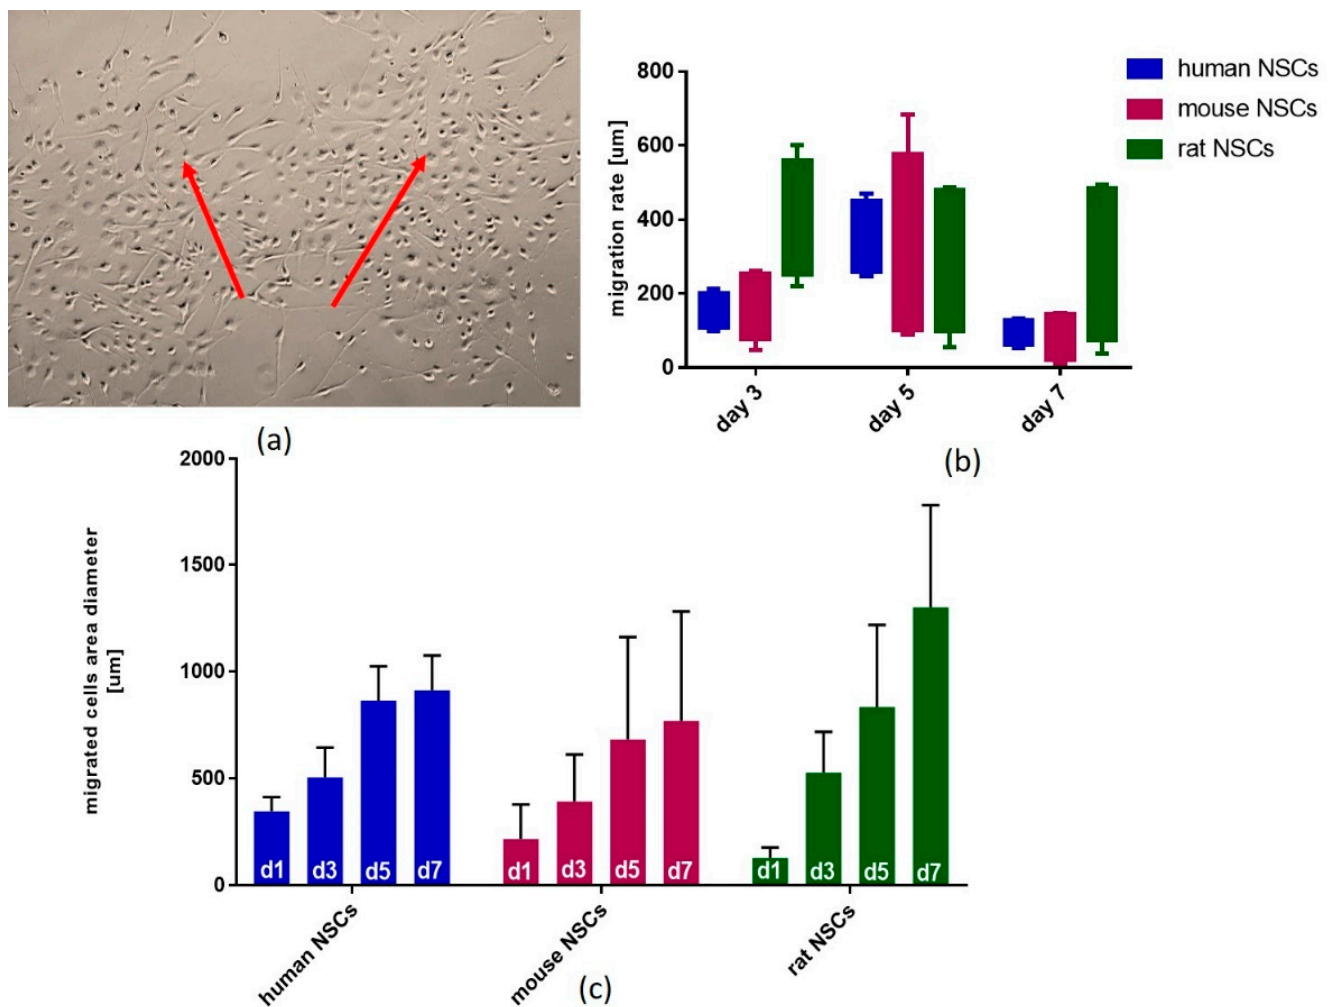 human NSCs
mouse NSCs
rat NSCs
migration rate [um]
800
600
400
200
0
day 3
day 5
day 7
(a)
(b)
migrated cells area diameter
[um]
2000
1500
1000
500
0
d1 d3 d5 d7
d1 d3 d5 d7
d1 d3 d5 d7
human NSCs
mouse NSCs
rat NSCs
(c)